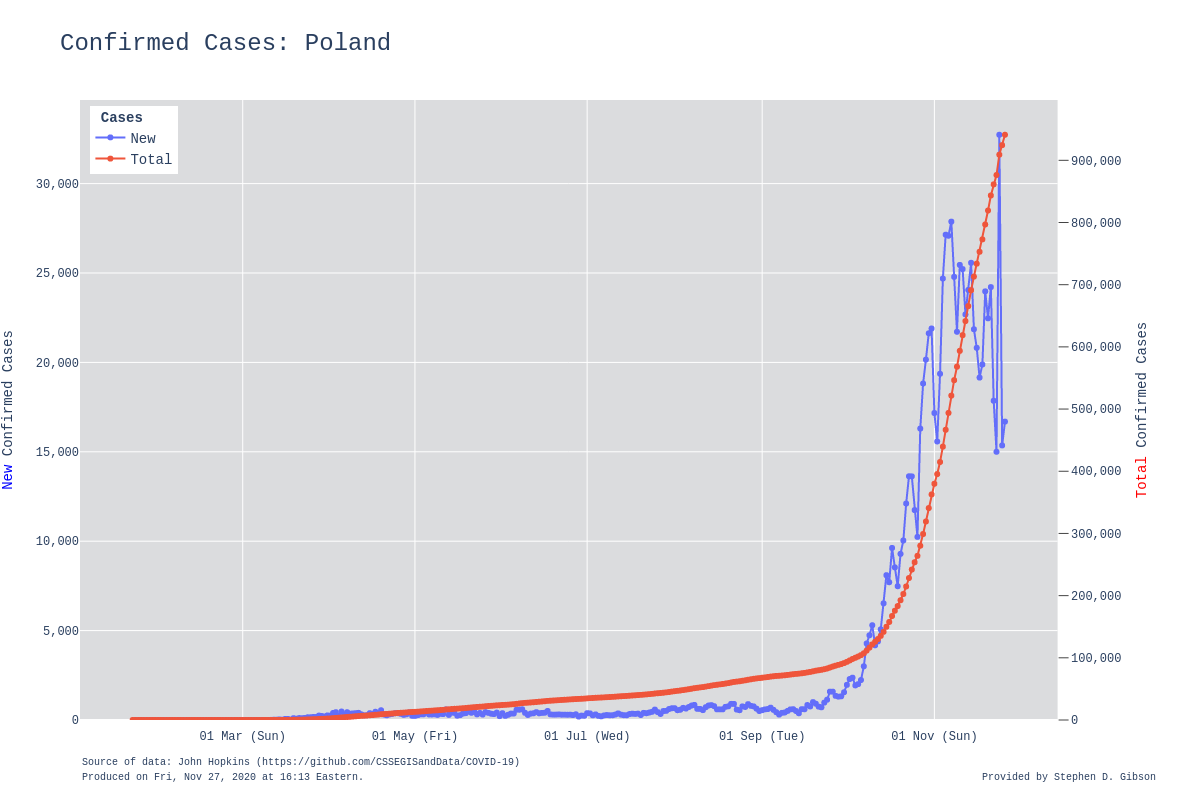 Confirmed Cases: Poland
Cases
New
Total
30,000
25,000
20,000
15,000
10,000
5,000
0
New Confirmed Cases
900,000
800,000
700,000
600,000
500,000
400,000
300,000
200,000
100,000
0
Total Confirmed Cases
01 Mar (Sun)
01 May (Fri)
01 Jul (Wed)
01 Sep (Tue)
01 Nov (Sun)
Source of data: John Hopkins (https://github.com/CSSEGISandData/COVID-19)
Produced on Fri, Nov 27, 2020 at 16:13 Eastern.
Provided by Stephen D. Gibson